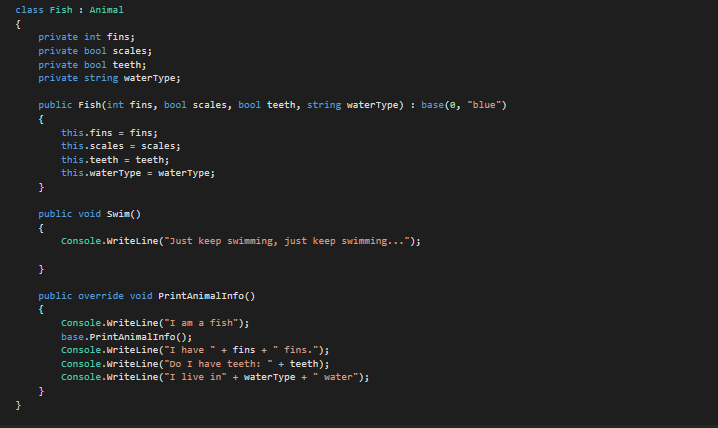 class Fish : Animal
{
    private int fins;
    private bool scales;
    private bool teeth;
    private string waterType;

    public Fish(int fins, bool scales, bool teeth, string waterType) : base(0, "blue")
    {
        this.fins = fins;
        this.scales = scales;
        this.teeth = teeth;
        this.waterType = waterType;
    }

    public void Swim()
    {
        Console.WriteLine("Just keep swimming, just keep swimming...");

    }

    public override void PrintAnimalInfo()
    {
        Console.WriteLine("I am a fish");
        base.PrintAnimalInfo();
        Console.WriteLine("I have " + fins + " fins.");
        Console.WriteLine("Do I have teeth: " + teeth);
        Console.WriteLine("I live in" + waterType + " water");
    }
}